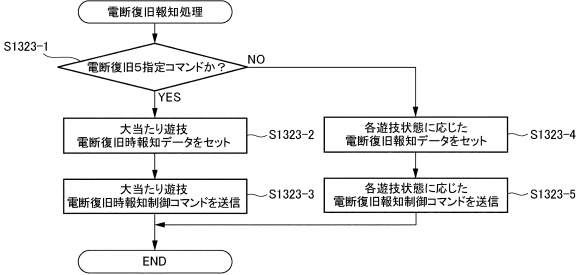 電断復旧報知処理
S1323-1
電断復旧5指定コマンドか?
NO
YES
大当たり遊技
電断復旧時報知データをセット
S1323-2
各遊技状態に応じた
電断復旧報知データをセット
S1323-4
大当たり遊技
電断復旧時報知制御コマンドを送信
S1323-3
各遊技状態に応じた
電断復旧報知制御コマンドを送信
S1323-5
END